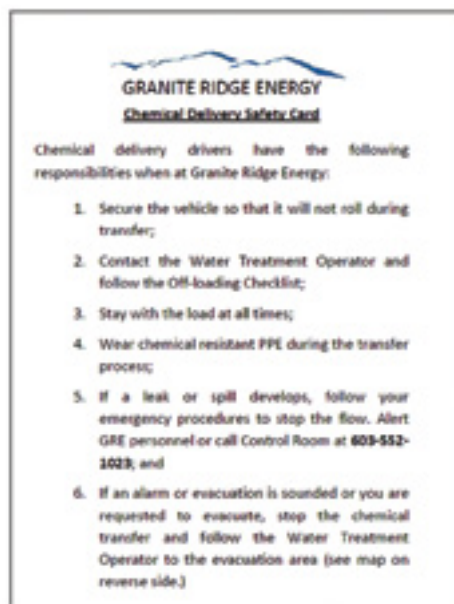 GRANITE RIDGE ENERGY
Chemical Delivery Safety Card
Chemical delivery drivers have the following
responsibilities when at Granite Ridge Energy:
1. Secure the vehicle so that it will not roll during
transfer;
2. Contact the Water Treatment Operator and
follow the Off-loading Checklist;
3. Stay with the load at all times;
4. Wear chemical resistant PPE during the transfer
process;
5. If a leak or spill develops, follow your
emergency procedures to stop the flow. Alert
GRE personnel or call Control Room at 603-552-
1023; and
6. If an alarm or evacuation is sounded or you are
requested to evacuate, stop the chemical
transfer and follow the Water Treatment
Operator to the evacuation area (see map on
reverse side.)